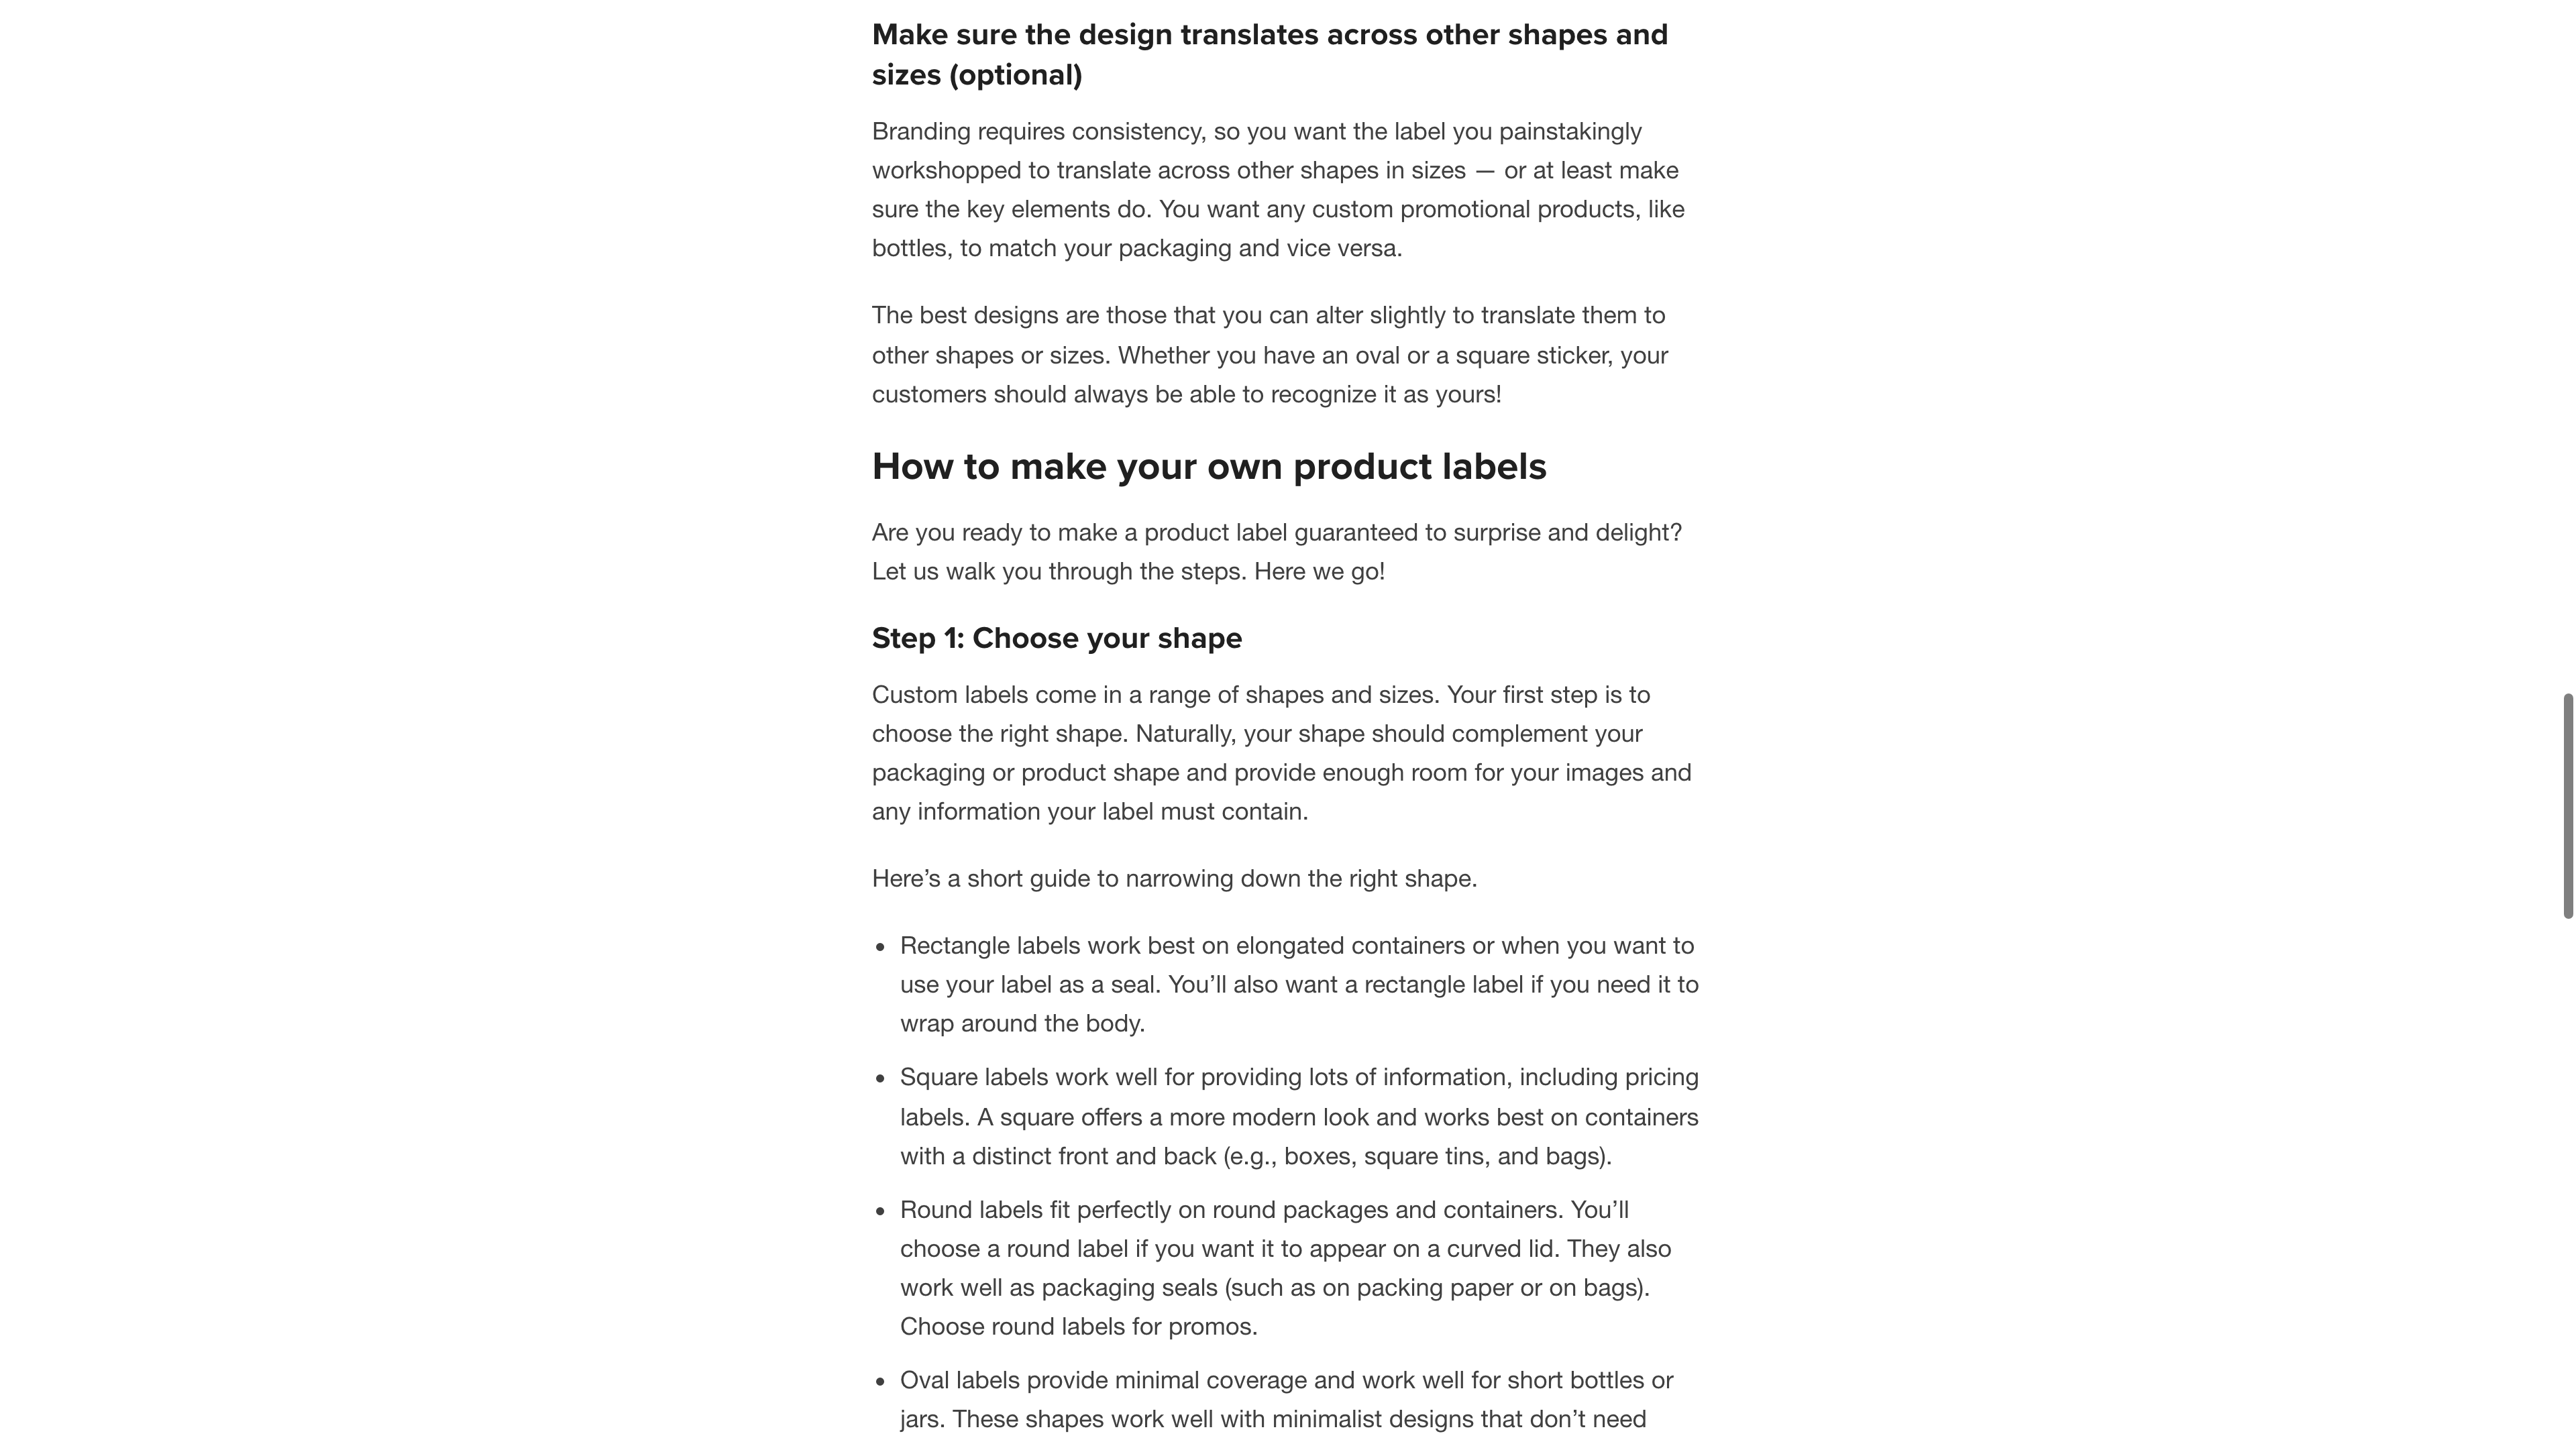 Make sure the design translates across other shapes and
sizes (optional)
Branding requires consistency, so you want the label you painstakingly
workshopped to translate across other shapes in sizes — or at least make
sure the key elements do. You want any custom promotional products, like
bottles, to match your packaging and vice versa.
The best designs are those that you can alter slightly to translate them to
other shapes or sizes. Whether you have an oval or a square sticker, your
customers should always be able to recognize it as yours!
How to make your own product labels
Are you ready to make a product label guaranteed to surprise and delight?
Let us walk you through the steps. Here we go!
Step 1: Choose your shape
Custom labels come in a range of shapes and sizes. Your first step is to
choose the right shape. Naturally, your shape should complement your
packaging or product shape and provide enough room for your images and
any information your label must contain.
Here’s a short guide to narrowing down the right shape.
• Rectangle labels work best on elongated containers or when you want to
use your label as a seal. You’ll also want a rectangle label if you need it to
wrap around the body.
• Square labels work well for providing lots of information, including pricing
labels. A square offers a more modern look and works best on containers
with a distinct front and back (e.g., boxes, square tins, and bags).
• Round labels fit perfectly on round packages and containers. You’ll
choose a round label if you want it to appear on a curved lid. They also
work well as packaging seals (such as on packing paper or on bags).
Choose round labels for promos.
• Oval labels provide minimal coverage and work well for short bottles or
jars. These shapes work well with minimalist designs that don’t need